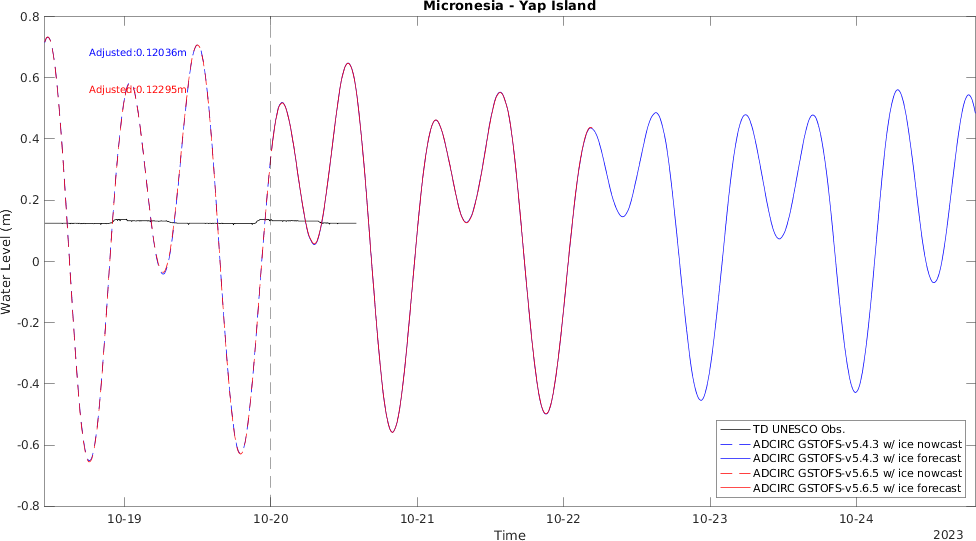 Micronesia - Yap Island
Adjusted:0.12036m
Adjusted:0.12295m
Water Level (m)
0.8
0.6
0.4
0.2
0
-0.2
-0.4
-0.6
-0.8
TD UNESCO Obs.
ADCIRC GSTOFS-v5.4.3 w/ ice nowcast
ADCIRC GSTOFS-v5.4.3 w/ ice forecast
ADCIRC GSTOFS-v5.6.5 w/ ice nowcast
ADCIRC GSTOFS-v5.6.5 w/ ice forecast
10-19 10-20 10-21 10-22 10-23 10-24
Time
2023